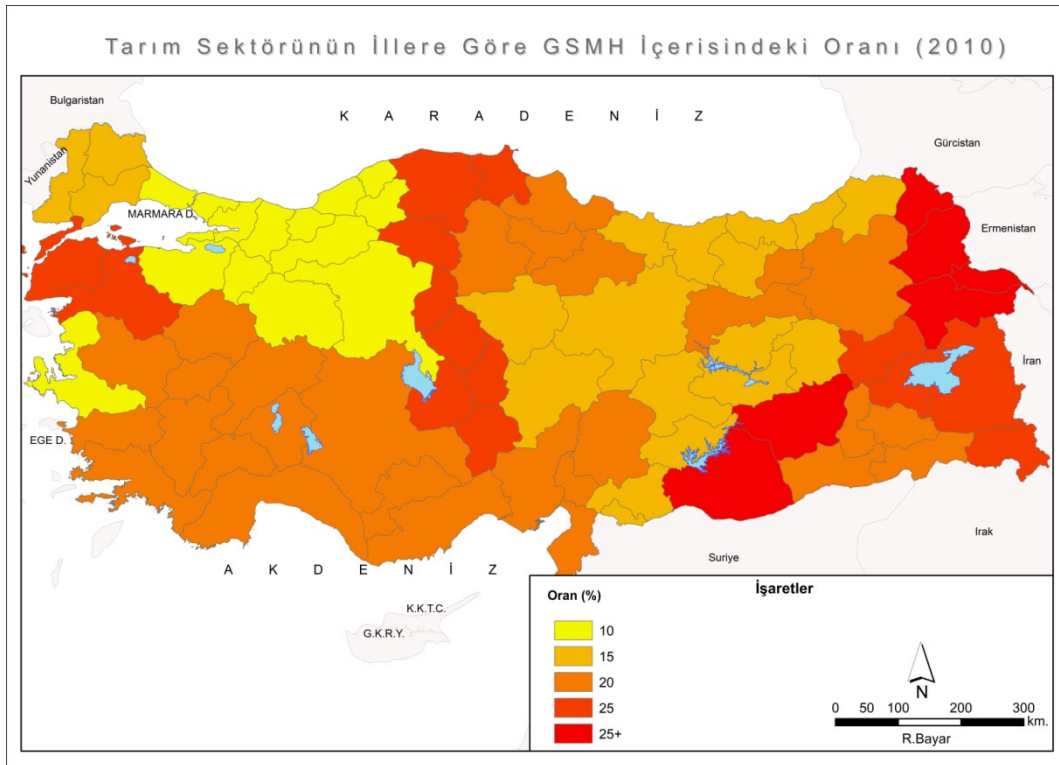 Tarım Sektörünün İllere Göre GSMH İçerisindeki Oranı (2010)
Bulgaristan
K A R A D E N İ Z
Gürcistan
Yunanistan
MARMARA D.
Ermenistan
İran
EGE D.
Irak
Suriye
A K D E N İ Z
K.K.T.C.
G.K.R.Y.
İşaretler
Oran (%)
10
15
20
25
25+
N
0 50 100 200 300
km.
R.Bayar